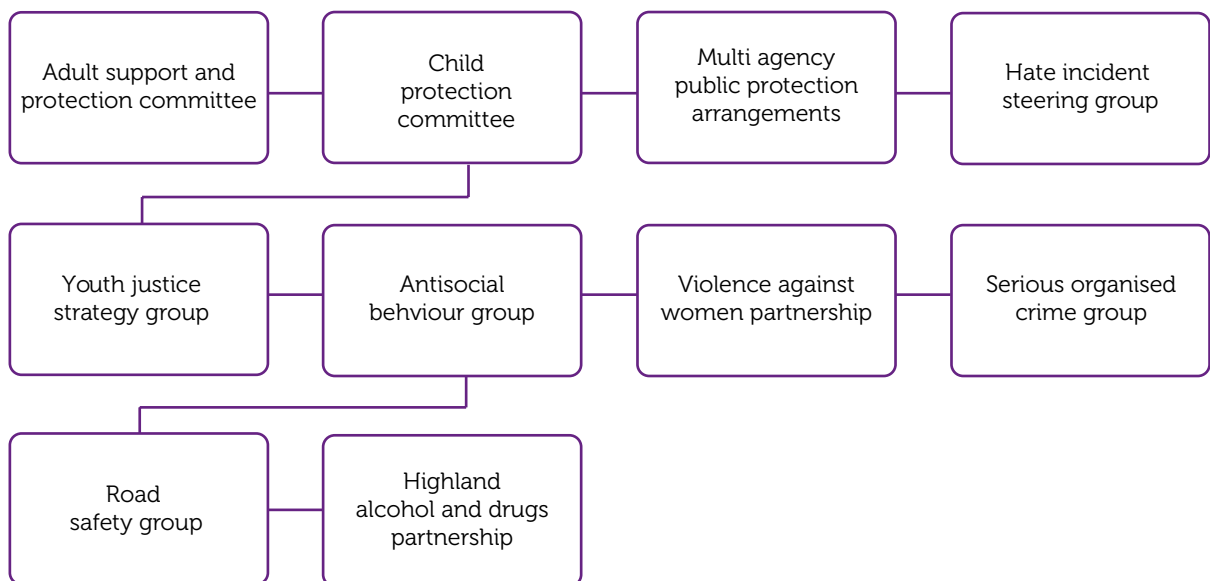 Adult support and
protection committee
Child
protection
committee
Multi agency
public protection
arrangements
Hate incident
steering group
Youth justice
strategy group
Antisocial
behviour group
Violence against
women partnership
Serious organised
crime group
Road
safety group
Highland
alcohol and drugs
partnership